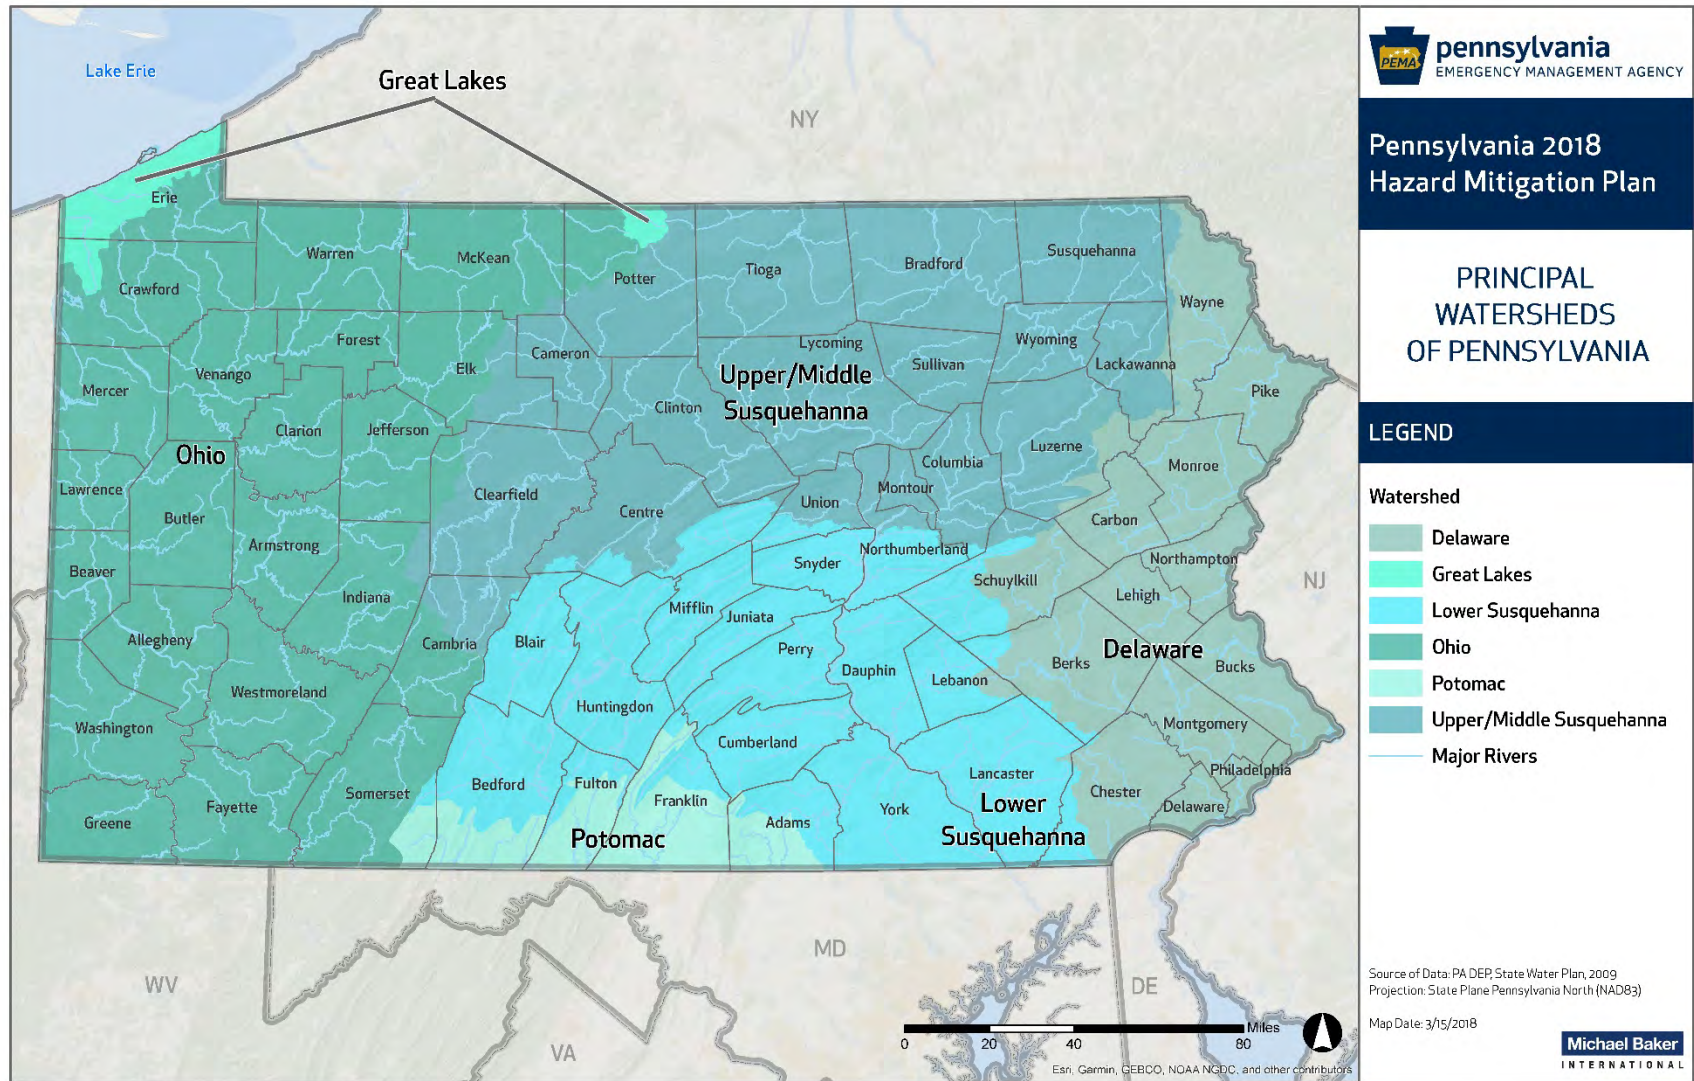 Lake Erie
Great Lakes
NY
Erie
Warren
McKean
Potter
Tioga
Bradford
Susquehanna
Crawford
Wayne
Forest
Cameron
Lycoming
Sullivan
Wyoming
Lackawanna
Venango
Elk
Mercer
Upper/Middle
Susquehanna
Pike
Clinton
Clarion
Jefferson
Ohio
Luzerne
Columbia
Monroe
Lawrence
Clearfield
Centre
Union
Montour
Butler
Carbon
Armstrong
Northumberland
Northampton
Snyder
Beaver
Schuylkill
NJ
Indiana
Lehigh
Mifflin
Juniata
Allegheny
Cambria
Blair
Perry
Dauphin
Lebanon
Berks
Delaware
Bucks
Westmoreland
Huntingdon
Washington
Cumberland
Montgomery
Bedford
Fulton
Lancaster
Philadelphia
Somerset
Franklin
Chester
Fayette
York
Lower
Susquehanna
Delaware
Greene
Adams
Potomac
WV
MD
DE
VA
Miles
0 20 40 80
Esri, Garmin, GEBCO, NOAA NGDC, and other contributors
PEMA
pennsylvania
EMERGENCY MANAGEMENT AGENCY
Pennsylvania 2018
Hazard Mitigation Plan
PRINCIPAL
WATERSHEDS
OF PENNSYLVANIA
LEGEND
Watershed
Delaware
Great Lakes
Lower Susquehanna
Ohio
Potomac
Upper/Middle Susquehanna
Major Rivers
Source of Data: PA DEP, State Water Plan, 2009
Projection: State Plane Pennsylvania North (NAD83)
Map Date: 3/15/2018
Michael Baker
INTERNATIONAL